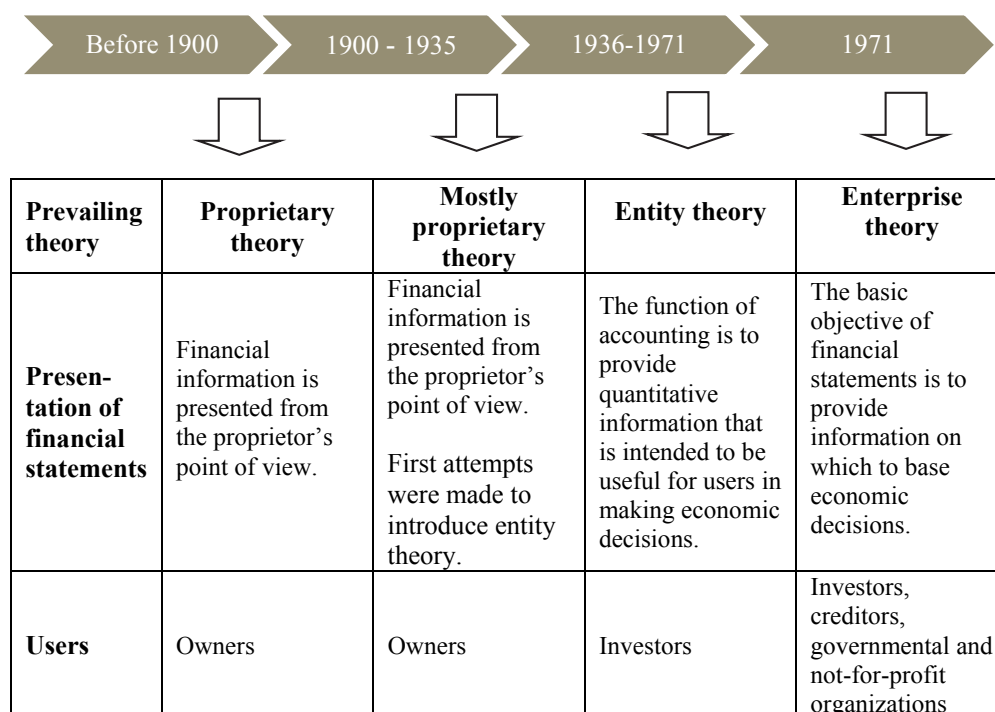 Before 1900
1900 - 1935
1936-1971
1971
Prevailing
theory
Proprietary
theory
Mostly
proprietary
theory
Entity theory
Enterprise
theory
Presen-
tation of
financial
statements
Financial
information is
presented from
the proprietor’s
point of view.
Financial
information is
presented from
the proprietor’s
point of view.
First attempts
were made to
introduce entity
theory.
The function of
accounting is to
provide
quantitative
information that
is intended to be
useful for users in
making economic
decisions.
The basic
objective of
financial
statements is to
provide
information on
which to base
economic
decisions.
Users
Owners
Owners
Investors
Investors,
creditors,
governmental and
not-for-profit
organizations